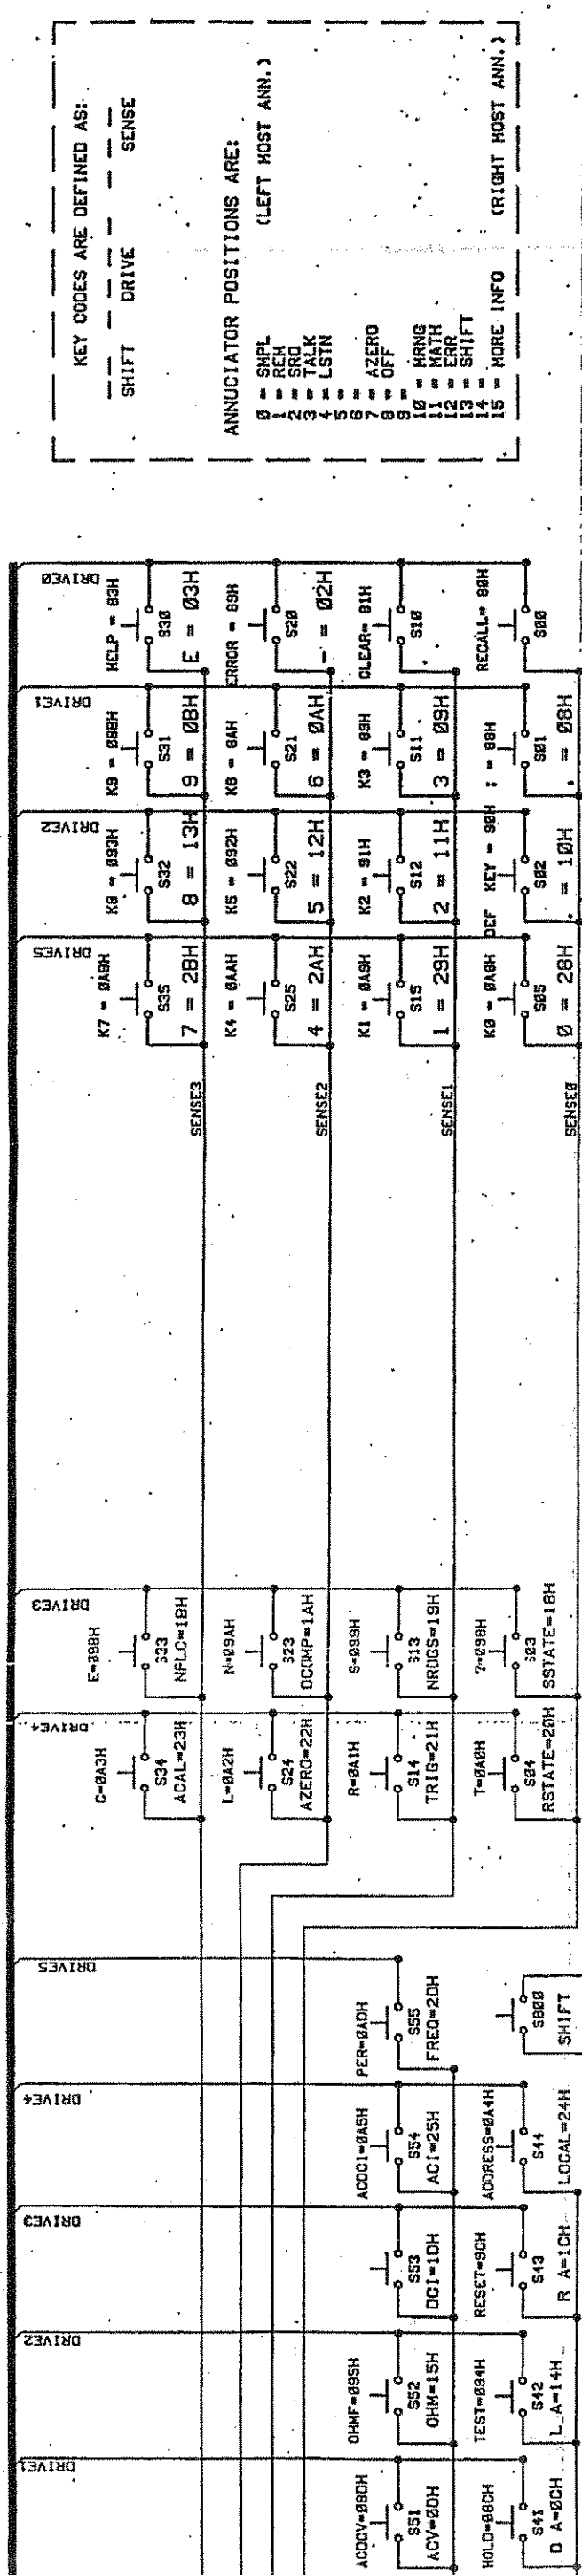 KEY CODES ARE DEFINED AS:
SHIFT DRIVE SENSE
ANNUCIATOR POSITIONS ARE:
0 = SMPL (LEFT MOST ANN.)
1 = REM
2 = SRQ
3 = TALK
4 = LSTN
5 =
6 =
7 = AZERO
8 = OFF
9 =
10 = MRNG
11 = MATH
12 = ERR
13 = SHIFT
14 =
15 = MORE INFO (RIGHT MOST ANN.)
DRIVE1
DRIVE2
DRIVE3
DRIVE4
DRIVE5
DRIVE4
DRIVE3
DRIVE5
DRIVE2
DRIVE1
DRIVE0
C=0A3H
S34
ACAL=23H
E=09BH
S33
NPLC=1BH
K7 = 0ABH
S35
7 = 2BH
K8 = 093H
S32
8 = 13H
K9 = 08BH
S31
9 = 0BH
HELP = 83H
S30
E = 03H
SENSE3
L=0A2H
S24
AZERO=22H
N=09AH
S23
OCOMP=1AH
K4 = 0AAH
S25
4 = 2AH
K5 = 092H
S22
5 = 12H
K6 = 8AH
S21
6 = 0AH
ERROR = 89H
S20
- = 02H
SENSE2
ACDCV=08DH
S51
ACV=0DH
OHMF=095H
S52
OHM=15H
S53
DCI=1DH
ACDCI=0A5H
S54
ACI=25H
PER=0ADH
S55
FREQ=2DH
R=0A1H
S14
TRIG=21H
S=099H
S13
NRDGS=19H
K1 = 0A9H
S15
1 = 29H
K2 = 91H
S12
2 = 11H
K3 = 89H
S11
3 = 09H
CLEAR= 81H
S10
SENSE1
HOLD=08CH
S41
D A=0CH
TEST=094H
S42
L A=14H
RESET=9CH
S43
R A=1CH
ADDRESS=0A4H
S44
LOCAL=24H
S800
SHIFT
T=0A0H
S04
RSTATE=20H
?=098H
S03
SSTATE=18H
K0 = 0A8H
S05
0 = 28H
DEF KEY = 90H
S02
. = 10H
: = 88H
S01
, = 08H
RECALL= 80H
S00
SENSE0